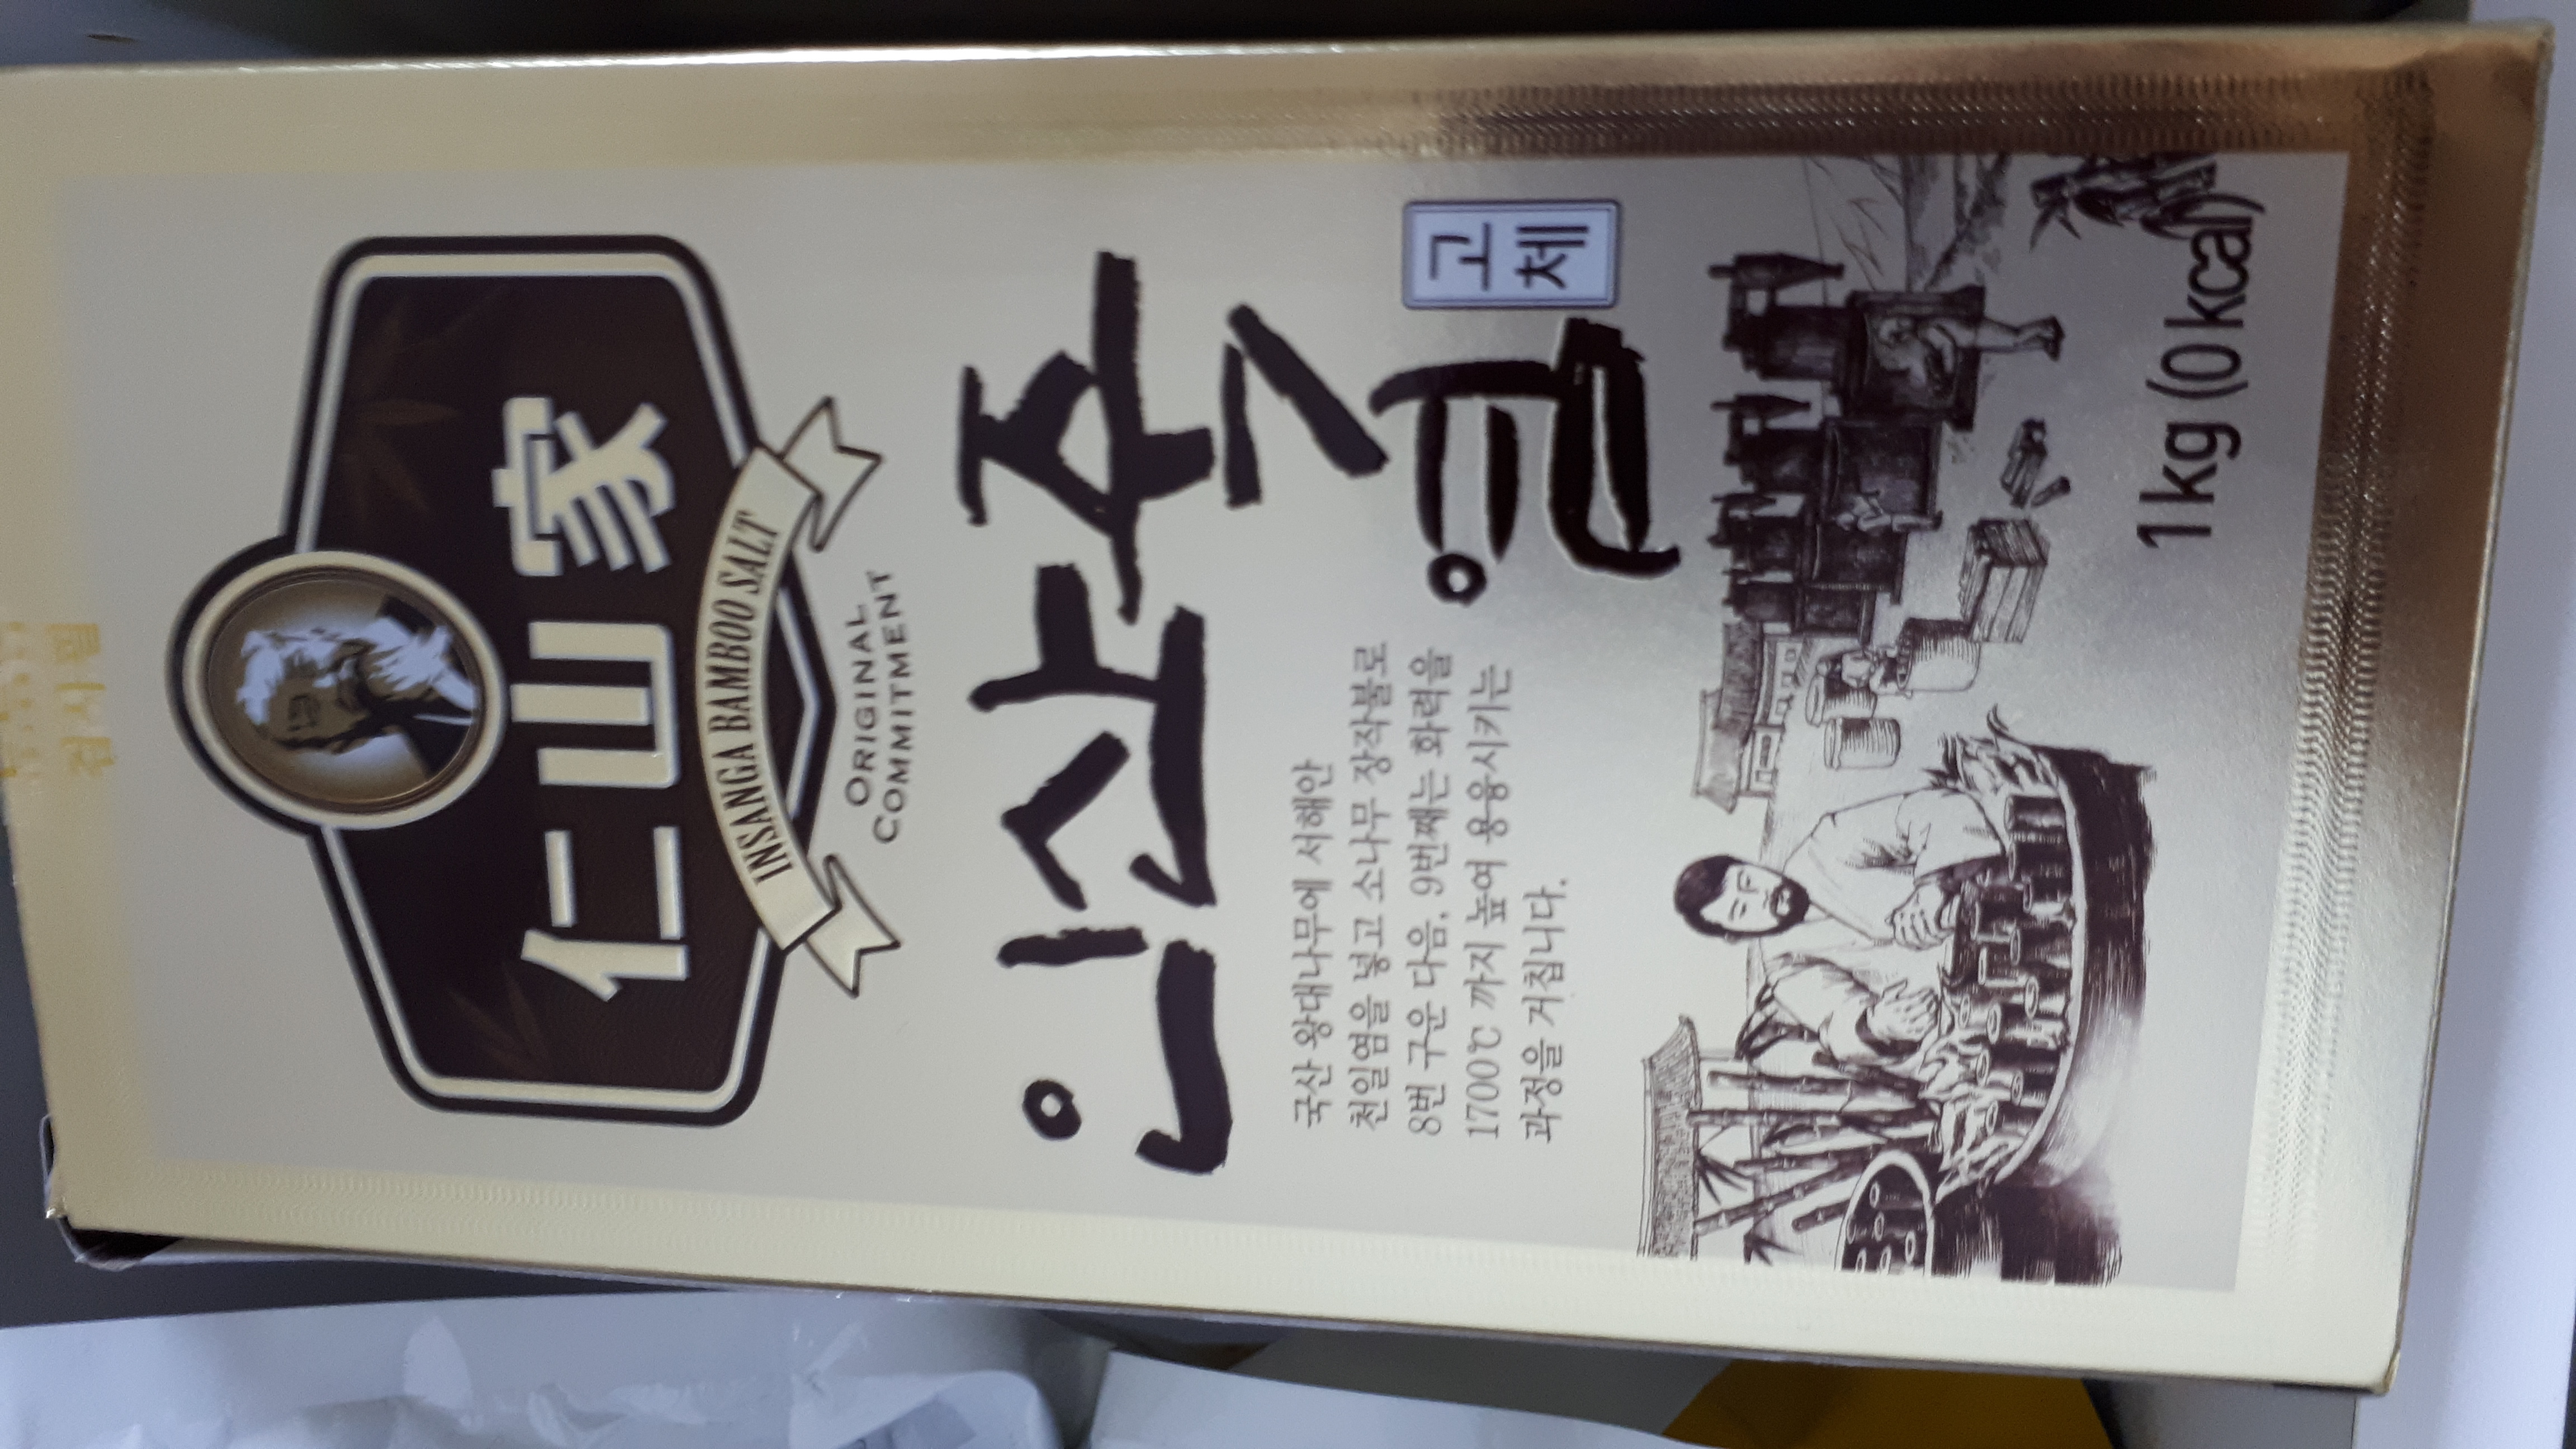 仁山家
INSANGA BAMBOO SALT
ORIGINAL
COMMITMENT
인산죽염
고체
국산 왕대나무에 서해안
천일염을 넣고 소나무 장작불로
8번 구운 다음, 9번째는 화력을
1700℃ 까지 높여 용융시키는
과정을 거칩니다.
1kg (0 kcal)